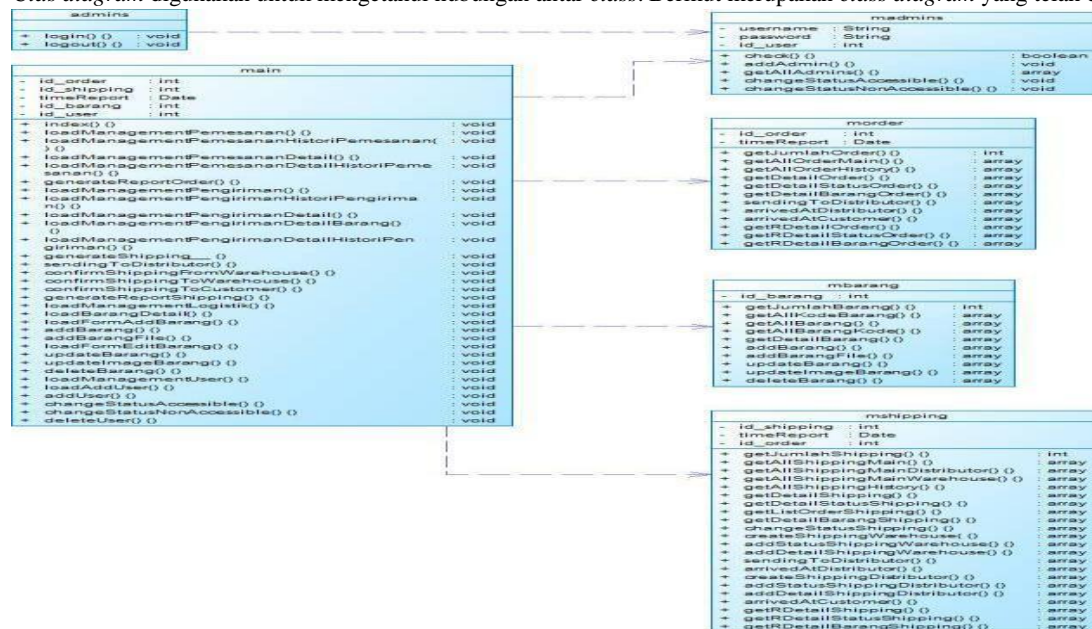 Clas diagram digunakan untuk mengetahui hubungan antar class. Berikut merupakan class diagram yang telah
admins
+ login() () : void
+ logout() () : void
main
- id_order : int
- id_shipping : int
- timeReport : Date
- id_barang : int
- id_user : int
+ index() () : void
+ loadManagementPemesanan() () : void
+ loadManagementPemesananHistoriPemesanan( : void
) ()
+ loadManagementPemesananDetail() () : void
+ loadManagementPemesananDetailHistoriPeme : void
sanan() ()
+ generateReportOrder() () : void
+ loadManagementPengiriman() () : void
+ loadManagementPengirimanHistoriPengirima : void
n() ()
+ loadManagementPengirimanDetail() () : void
+ loadManagementPengirimanDetailBarang() : void
()
+ loadManagementPengirimanDetailHistoriPen : void
giriman() ()
+ generateShipping__ () : void
+ sendingToDistributor() () : void
+ confirmShippingFromWarehouse() () : void
+ confirmShippingToWarehouse() () : void
+ confirmShippingToCustomer() () : void
+ generateReportShipping() () : void
+ loadManagementLogistik() () : void
+ loadBarangDetail() () : void
+ loadFormAddBarang() () : void
+ addBarang() () : void
+ addBarangFile() () : void
+ loadFormEditBarang() () : void
+ updateBarang() () : void
+ updateImageBarang() () : void
+ deleteBarang() () : void
+ loadManagementUser() () : void
+ loadAddUser() () : void
+ addUser() () : void
+ changeStatusAccessible() () : void
+ changeStatusNonAccessible() () : void
+ deleteUser() () : void
madmins
- username : String
- password : String
- id_user : int
+ check() () : boolean
+ addAdmin() () : void
+ getAllAdmins() () : array
+ changeStatusAccessible() () : void
+ changeStatusNonAccessible() () : void
morder
- id_order : int
- timeReport : Date
+ getJumlahOrder() () : int
+ getAllOrderMain() () : array
+ getAllOrderHistory() () : array
+ getDetailOrder() () : array
+ getDetailStatusOrder() () : array
+ getDetailBarangOrder() () : array
+ sendingToDistributor() () : array
+ arrivedAtDistributor() () : array
+ arrivedAtCustomer() () : array
+ getRDetailOrder() () : array
+ getRDetailStatusOrder() () : array
+ getRDetailBarangOrder() () : array
mbarang
- id_barang : int
+ getJumlahBarang() () : int
+ getAllKodeBarang() () : array
+ getAllBarang() () : array
+ getAllBarangKode() () : array
+ getDetailBarang() () : array
+ addBarang() () : array
+ addBarangFile() () : array
+ updateBarang() () : array
+ updateImageBarang() () : array
+ deleteBarang() () : array
mshipping
- id_shipping : int
- timeReport : Date
- id_order : int
+ getJumlahShipping() () : int
+ getAllShippingMain() () : array
+ getAllShippingMainDistributor() () : array
+ getAllShippingMainWarehouse() () : array
+ getAllShippingHistory() () : array
+ getDetailShipping() () : array
+ getDetailStatusShipping() () : array
+ getListOrderShipping() () : array
+ getDetailBarangShipping() () : array
+ changeStatusShipping() () : array
+ createShippingWarehouse( () : array
+ addStatusShippingWarehouse() () : array
+ addDetailShippingWarehouse() () : array
+ sendingToDistributor() () : array
+ arrivedAtDistributor() () : array
+ createShippingDistributor() () : array
+ addStatusShippingDistributor() () : array
+ addDetailShippingDistributor() () : array
+ arrivedAtCustomer() () : array
+ getRDetailShipping() () : array
+ getRDetailStatusShipping() () : array
+ getRDetailBarangShipping() () : array